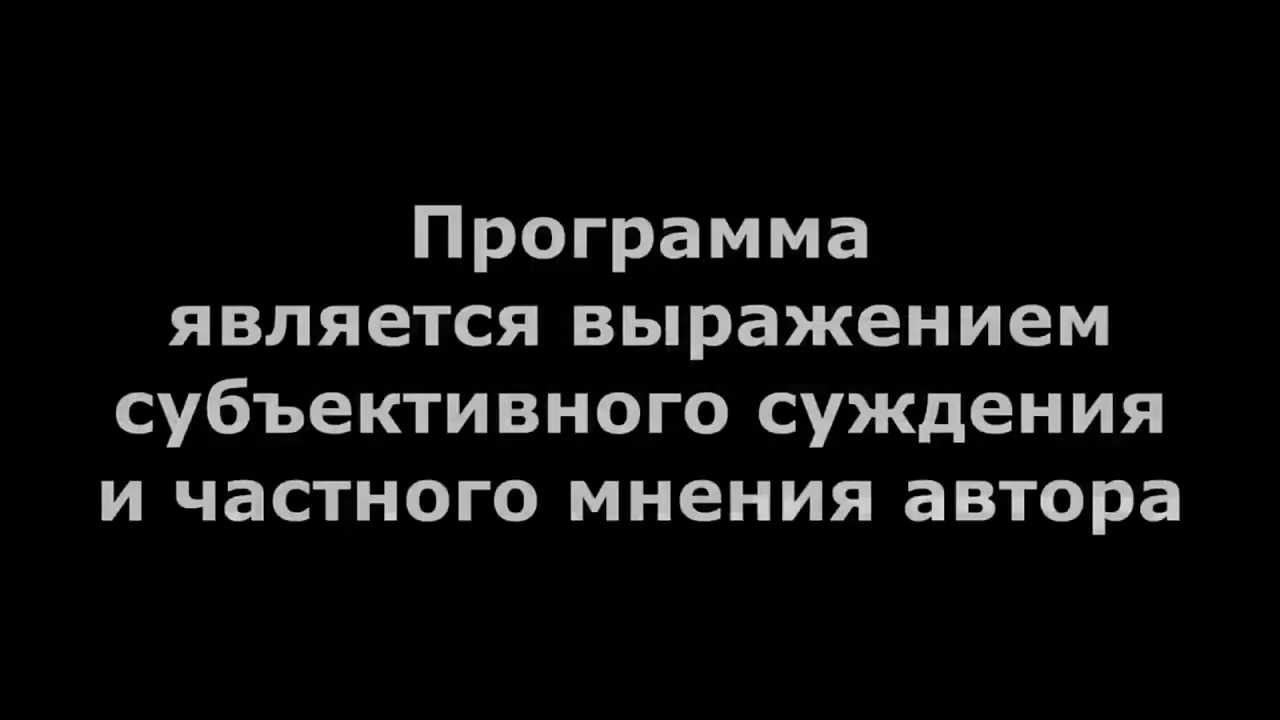 Программа
является выражением
субъективного суждения
и частного мнения автора